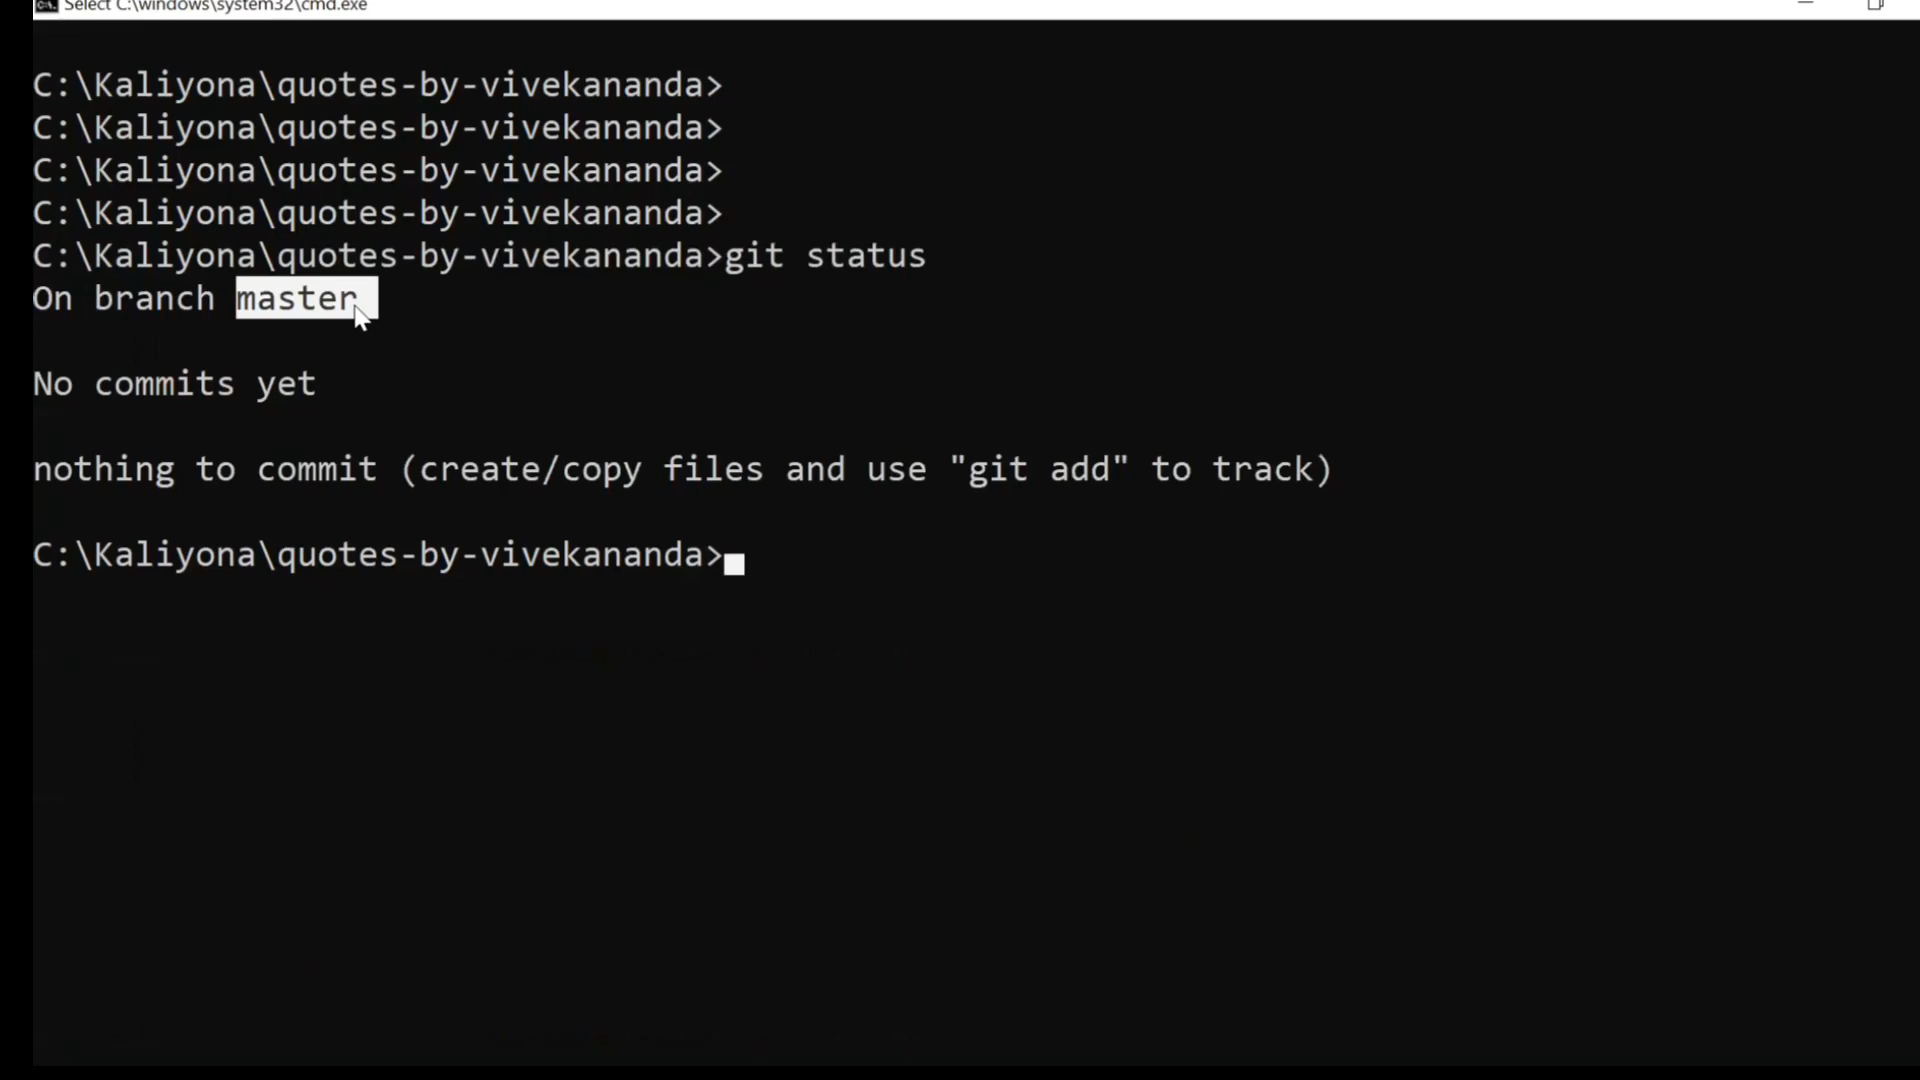 Select C:\windows\system32\cmd.exe
C:\Kaliyona\quotes-by-vivekananda>
C:\Kaliyona\quotes-by-vivekananda>
C:\Kaliyona\quotes-by-vivekananda>
C:\Kaliyona\quotes-by-vivekananda>
C:\Kaliyona\quotes-by-vivekananda>git status
On branch master
No commits yet
nothing to commit (create/copy files and use "git add" to track)
C:\Kaliyona\quotes-by-vivekananda>